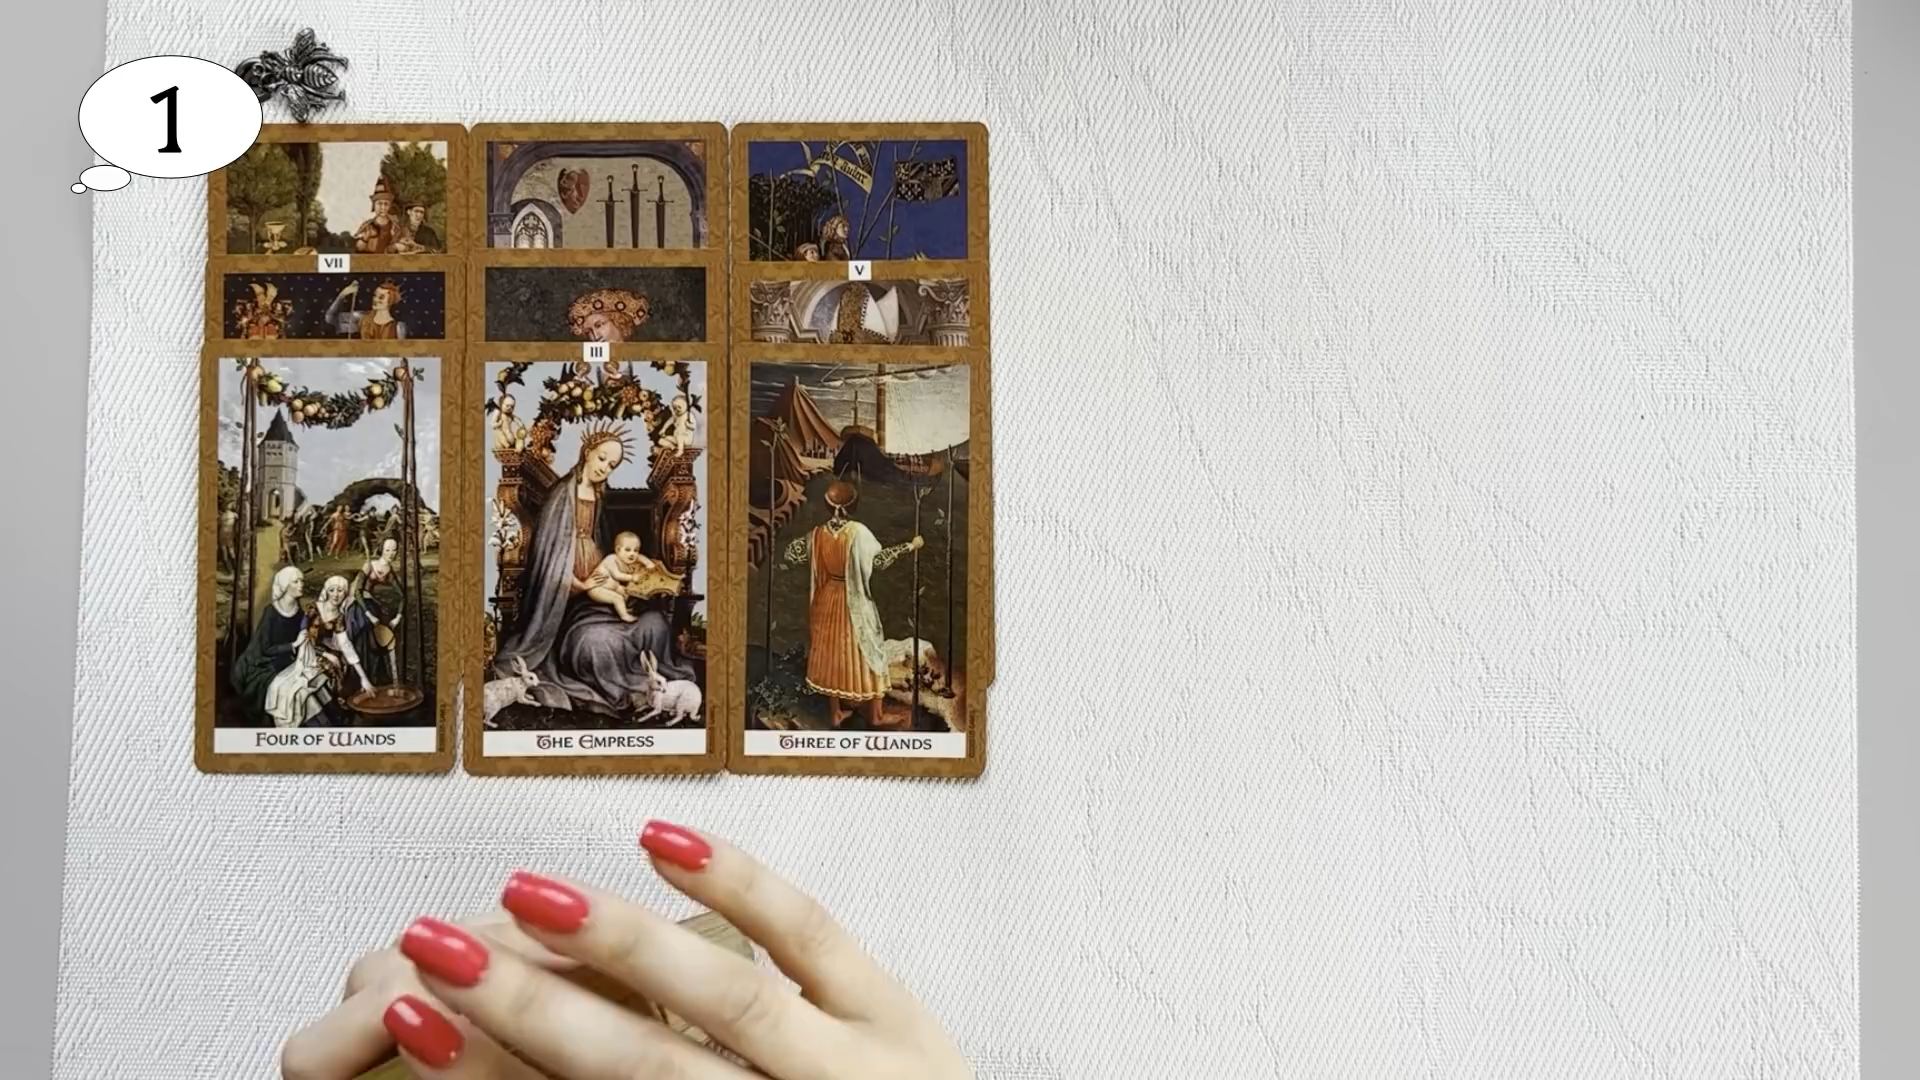 1
VII
V
III
FOUR OF WANDS
THE EMPRESS
THREE OF WANDS